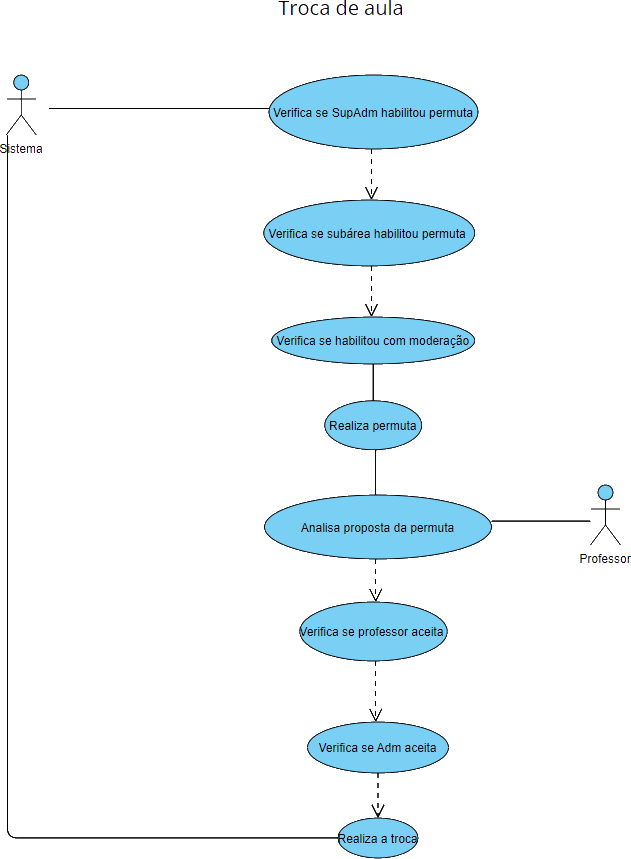 Troca de aula
Verifica se SupAdm habilitou permuta
Sistema
Verifica se subárea habilitou permuta
Verifica se habilitou com moderação
Realiza permuta
Analisa proposta da permuta
Professor
Verifica se professor aceita
Verifica se Adm aceita
Realiza a troca